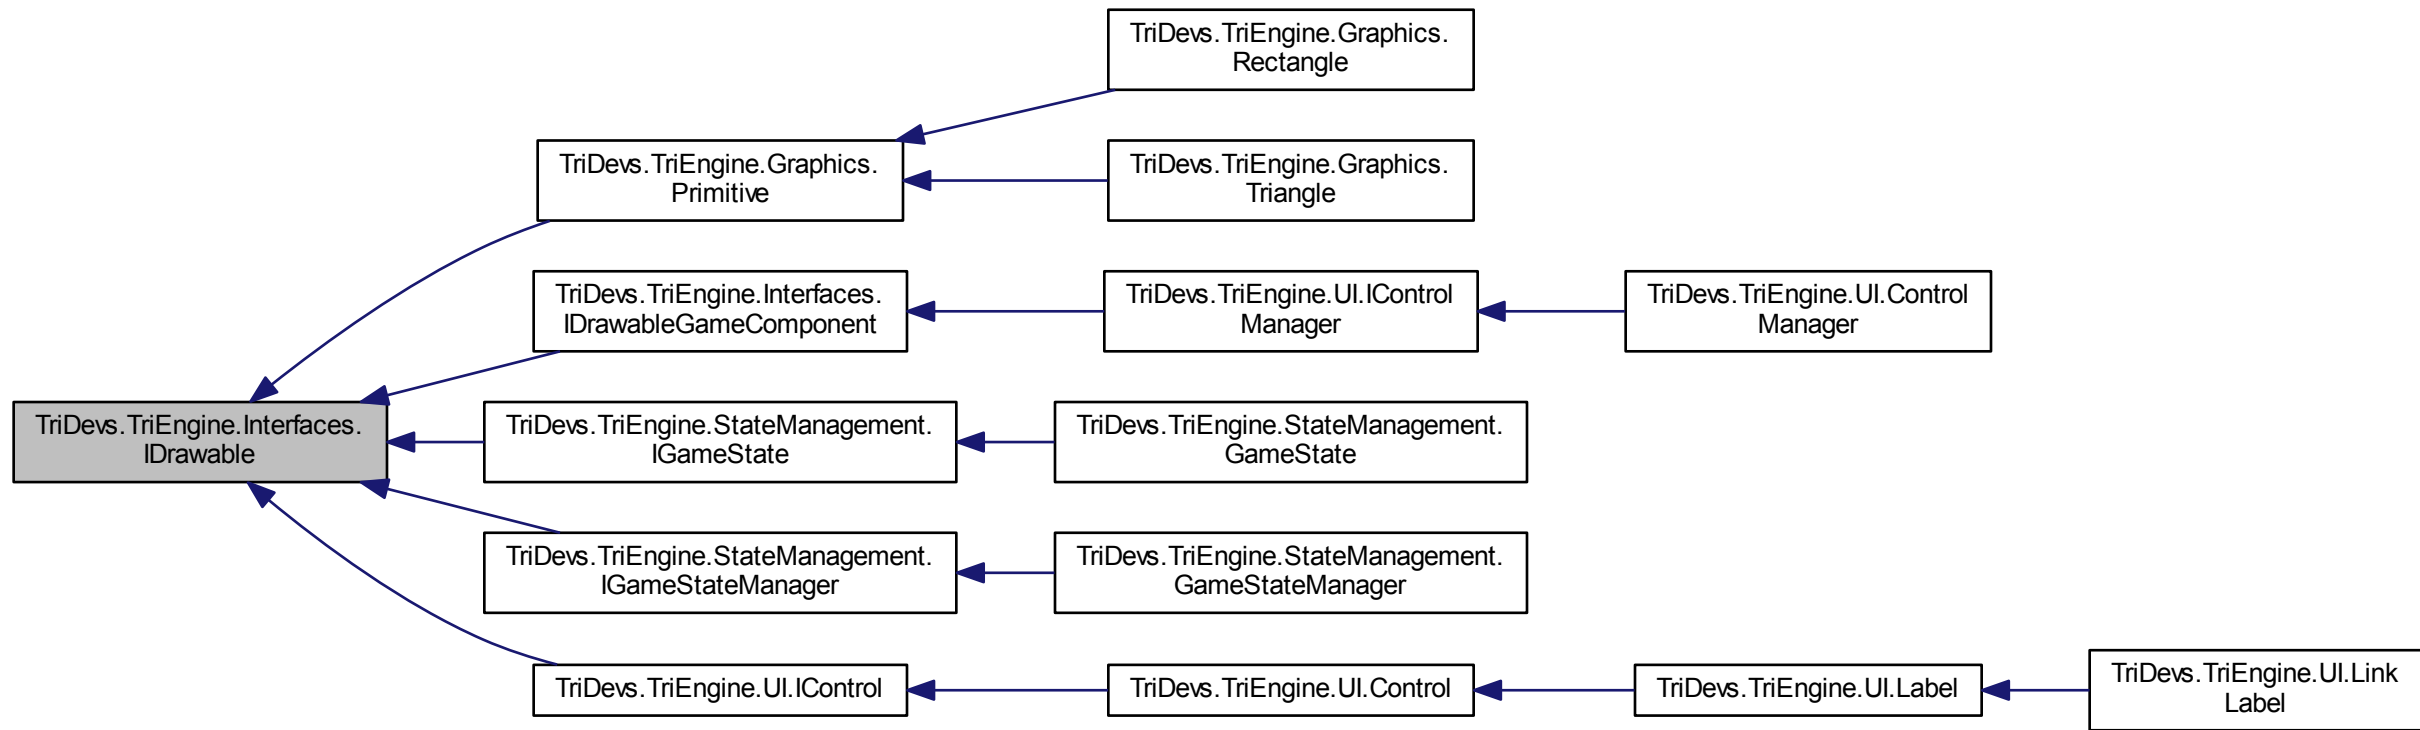 TriDevs.TriEngine.Graphics.
Rectangle
TriDevs.TriEngine.Graphics.
Primitive
TriDevs.TriEngine.Graphics.
Triangle
TriDevs.TriEngine.Interfaces.
IDrawableGameComponent
TriDevs.TriEngine.UI.IControl
Manager
TriDevs.TriEngine.UI.Control
Manager
TriDevs.TriEngine.Interfaces.
IDrawable
TriDevs.TriEngine.StateManagement.
IGameState
TriDevs.TriEngine.StateManagement.
GameState
TriDevs.TriEngine.StateManagement.
IGameStateManager
TriDevs.TriEngine.StateManagement.
GameStateManager
TriDevs.TriEngine.UI.IControl
TriDevs.TriEngine.UI.Control
TriDevs.TriEngine.UI.Label
TriDevs.TriEngine.UI.Link
Label